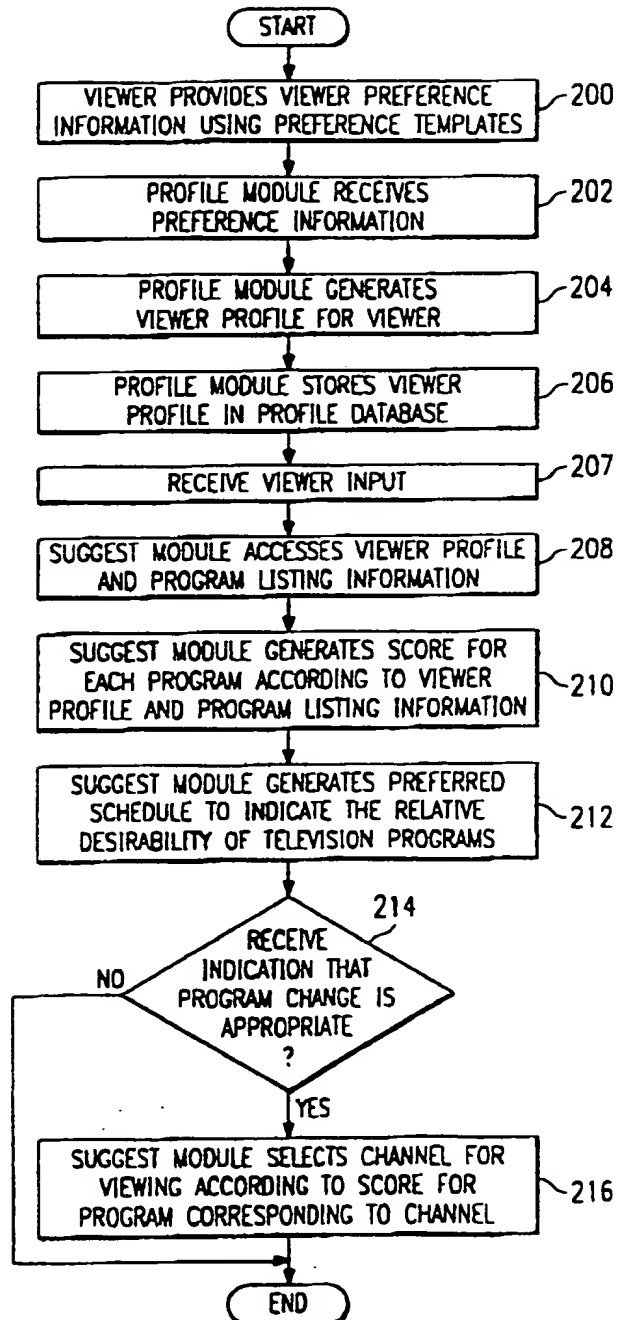 START
VIEWER PROVIDES VIEWER PREFERENCE
INFORMATION USING PREFERENCE TEMPLATES
200
PROFILE MODULE RECEIVES
PREFERENCE INFORMATION
202
PROFILE MODULE GENERATES
VIEWER PROFILE FOR VIEWER
204
PROFILE MODULE STORES VIEWER
PROFILE IN PROFILE DATABASE
206
RECEIVE VIEWER INPUT
207
SUGGEST MODULE ACCESSES VIEWER PROFILE
AND PROGRAM LISTING INFORMATION
208
SUGGEST MODULE GENERATES SCORE FOR
EACH PROGRAM ACCORDING TO VIEWER
PROFILE AND PROGRAM LISTING INFORMATION
210
SUGGEST MODULE GENERATES PREFERRED
SCHEDULE TO INDICATE THE RELATIVE
DESIRABILITY OF TELEVISION PROGRAMS
212
214
RECEIVE
INDICATION THAT
PROGRAM CHANGE IS
APPROPRIATE
?
NO
YES
SUGGEST MODULE SELECTS CHANNEL FOR
VIEWING ACCORDING TO SCORE FOR
PROGRAM CORRESPONDING TO CHANNEL
216
END